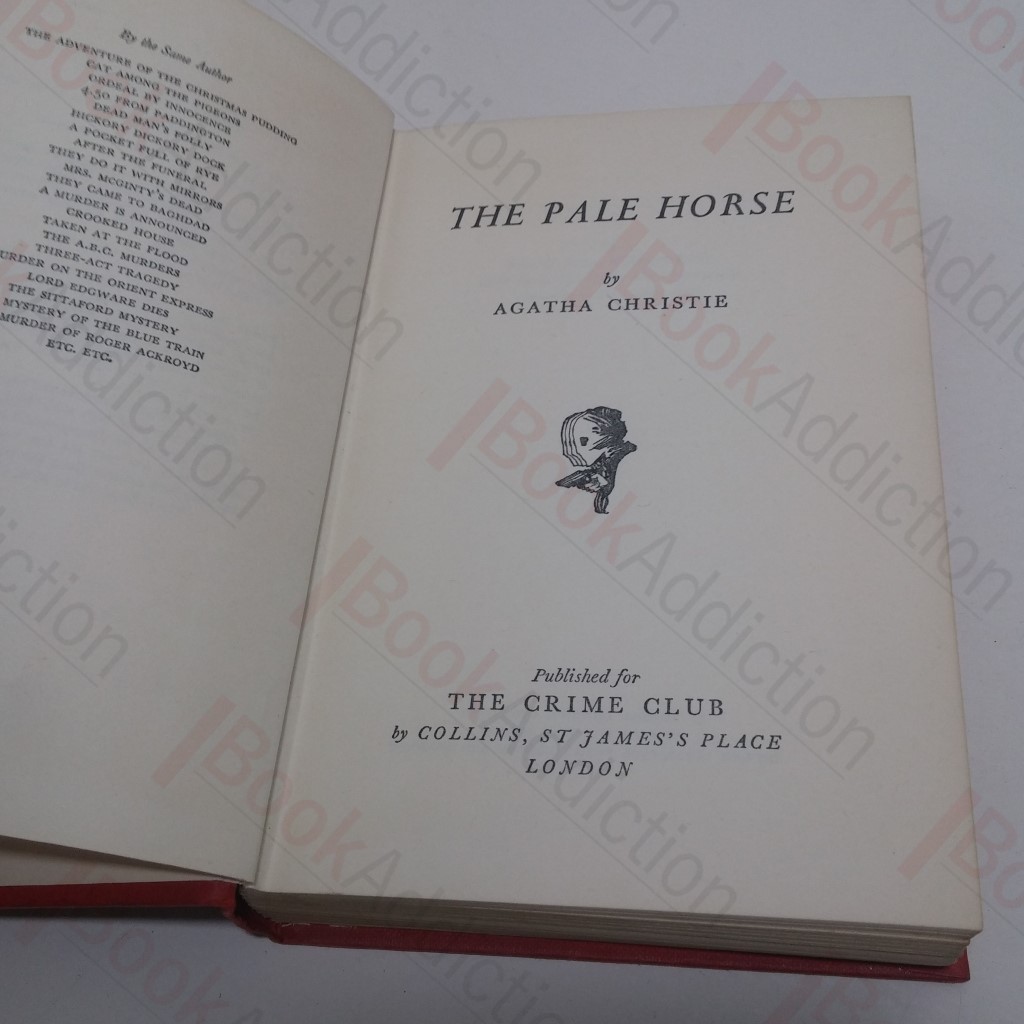 By the Same Author
THE ADVENTURE OF THE CHRISTMAS PUDDING
CAT AMONG THE PIGEONS
ORDEAL BY INNOCENCE
4.50 FROM PADDINGTON
DEAD MAN'S FOLLY
HICKORY DICKORY DOCK
A POCKET FULL OF RYE
AFTER THE FUNERAL
THEY DO IT WITH MIRRORS
MRS. MCGINTY'S DEAD
THEY CAME TO BAGHDAD
A MURDER IS ANNOUNCED
CROOKED HOUSE
TAKEN AT THE FLOOD
THE A.B.C. MURDERS
THREE-ACT TRAGEDY
URDER ON THE ORIENT EXPRESS
LORD EDGWARE DIES
THE SITTAFORD MYSTERY
MYSTERY OF THE BLUE TRAIN
MURDER OF ROGER ACKROYD
ETC. ETC.
THE PALE HORSE
by
AGATHA CHRISTIE
Published for
THE CRIME CLUB
by COLLINS, ST JAMES'S PLACE
LONDON
BookAddiction